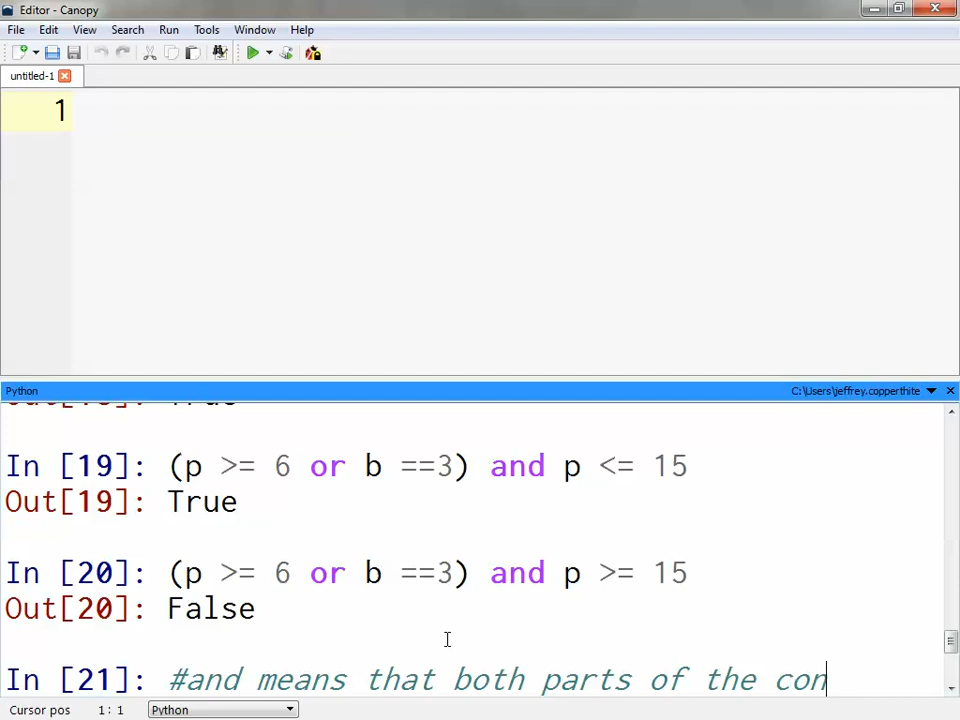 Editor - Canopy
File Edit View Search Run Tools Window Help
untitled-1
1
Python C:\Users\jeffrey.copperthite
In [19]: (p >= 6 or b ==3) and p <= 15
Out[19]: True
In [20]: (p >= 6 or b ==3) and p >= 15
Out[20]: False
In [21]: #and means that both parts of the con
Cursor pos 1: 1 Python